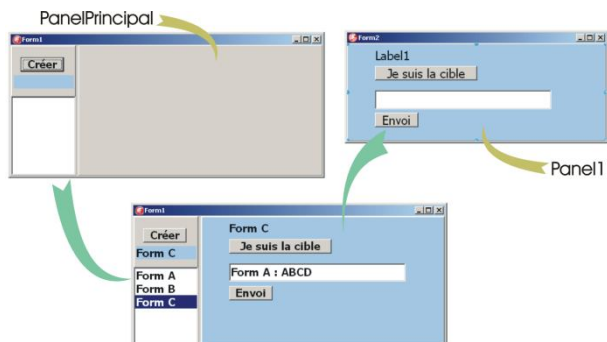 PanelPrincipal
Form1
Créer
Form2
Label1
Je suis la cible
Envoi
Panel1
Form1
Créer
Form C
Form A
Form B
Form C
Form C
Je suis la cible
Form A : ABCD
Envoi